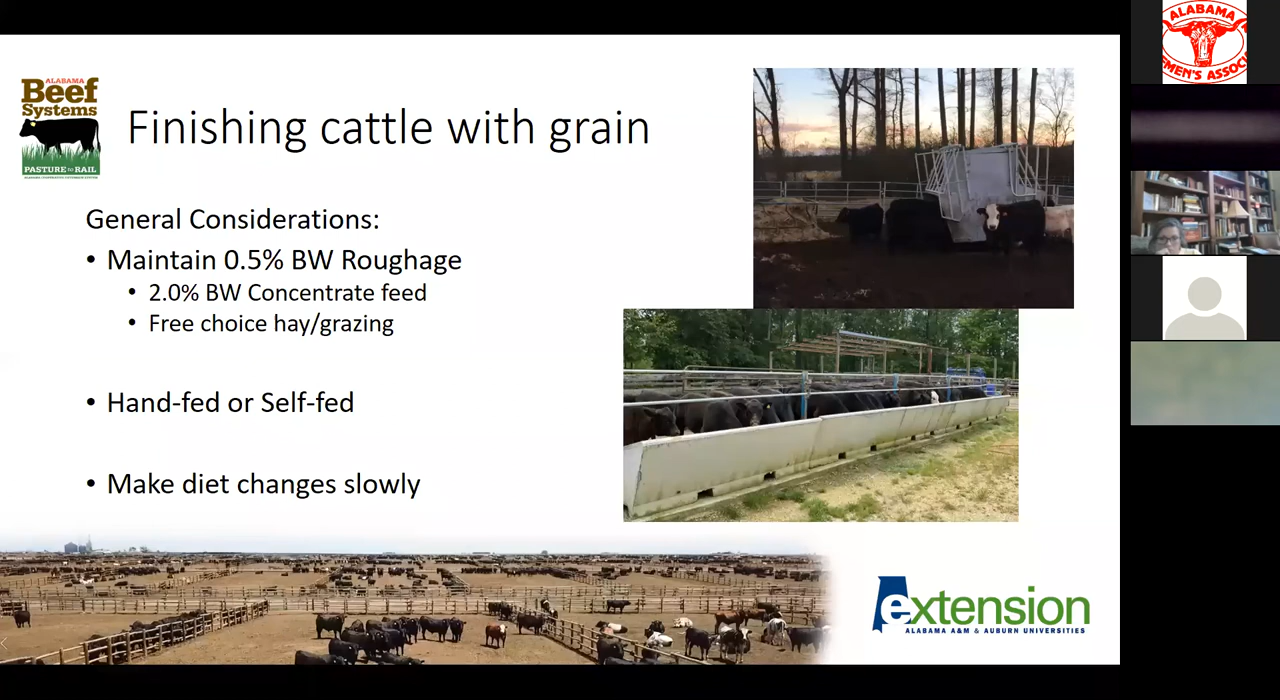 ALABAMA
Beef
Systems
PASTURE to RAIL
Finishing cattle with grain
General Considerations:
• Maintain 0.5% BW Roughage
• 2.0% BW Concentrate feed
• Free choice hay/grazing
• Hand-fed or Self-fed
• Make diet changes slowly
extension
ALABAMA A&M & AUBURN UNIVERSITIES
ALABAMA
EMEN'S ASSOCI